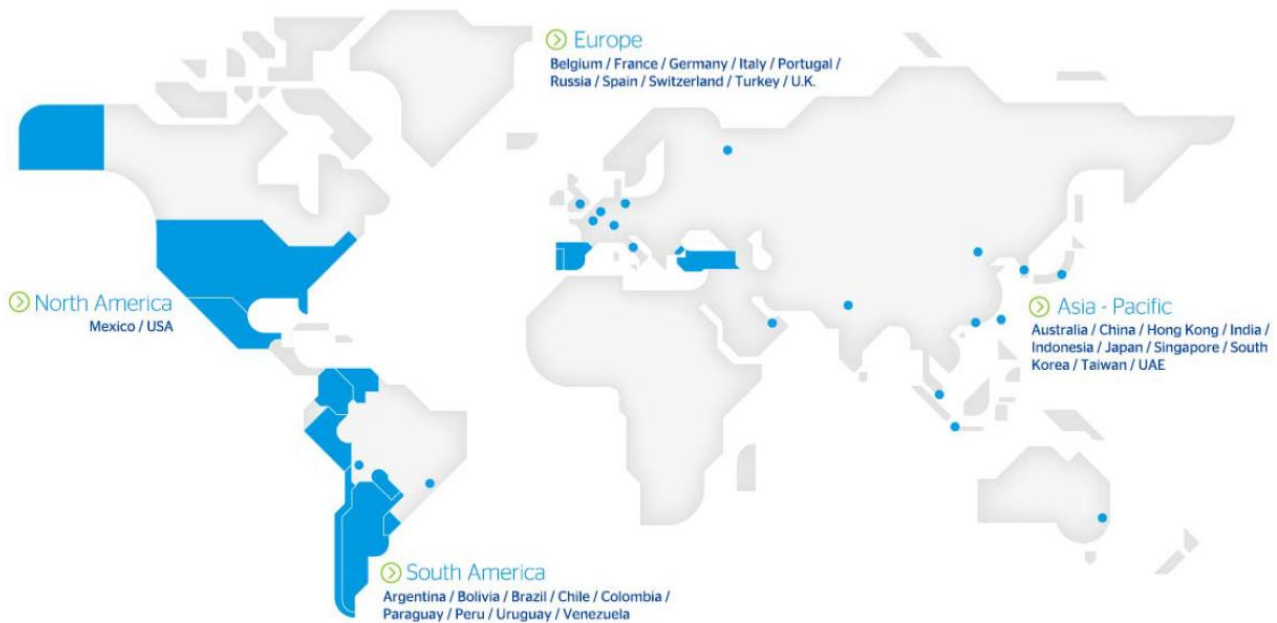 Europe
Belgium / France / Germany / Italy / Portugal /
Russia / Spain / Switzerland / Turkey / U.K.
North America
Mexico / USA
Asia - Pacific
Australia / China / Hong Kong / India /
Indonesia / Japan / Singapore / South
Korea / Taiwan / UAE
South America
Argentina / Bolivia / Brazil / Chile / Colombia /
Paraguay / Peru / Uruguay / Venezuela